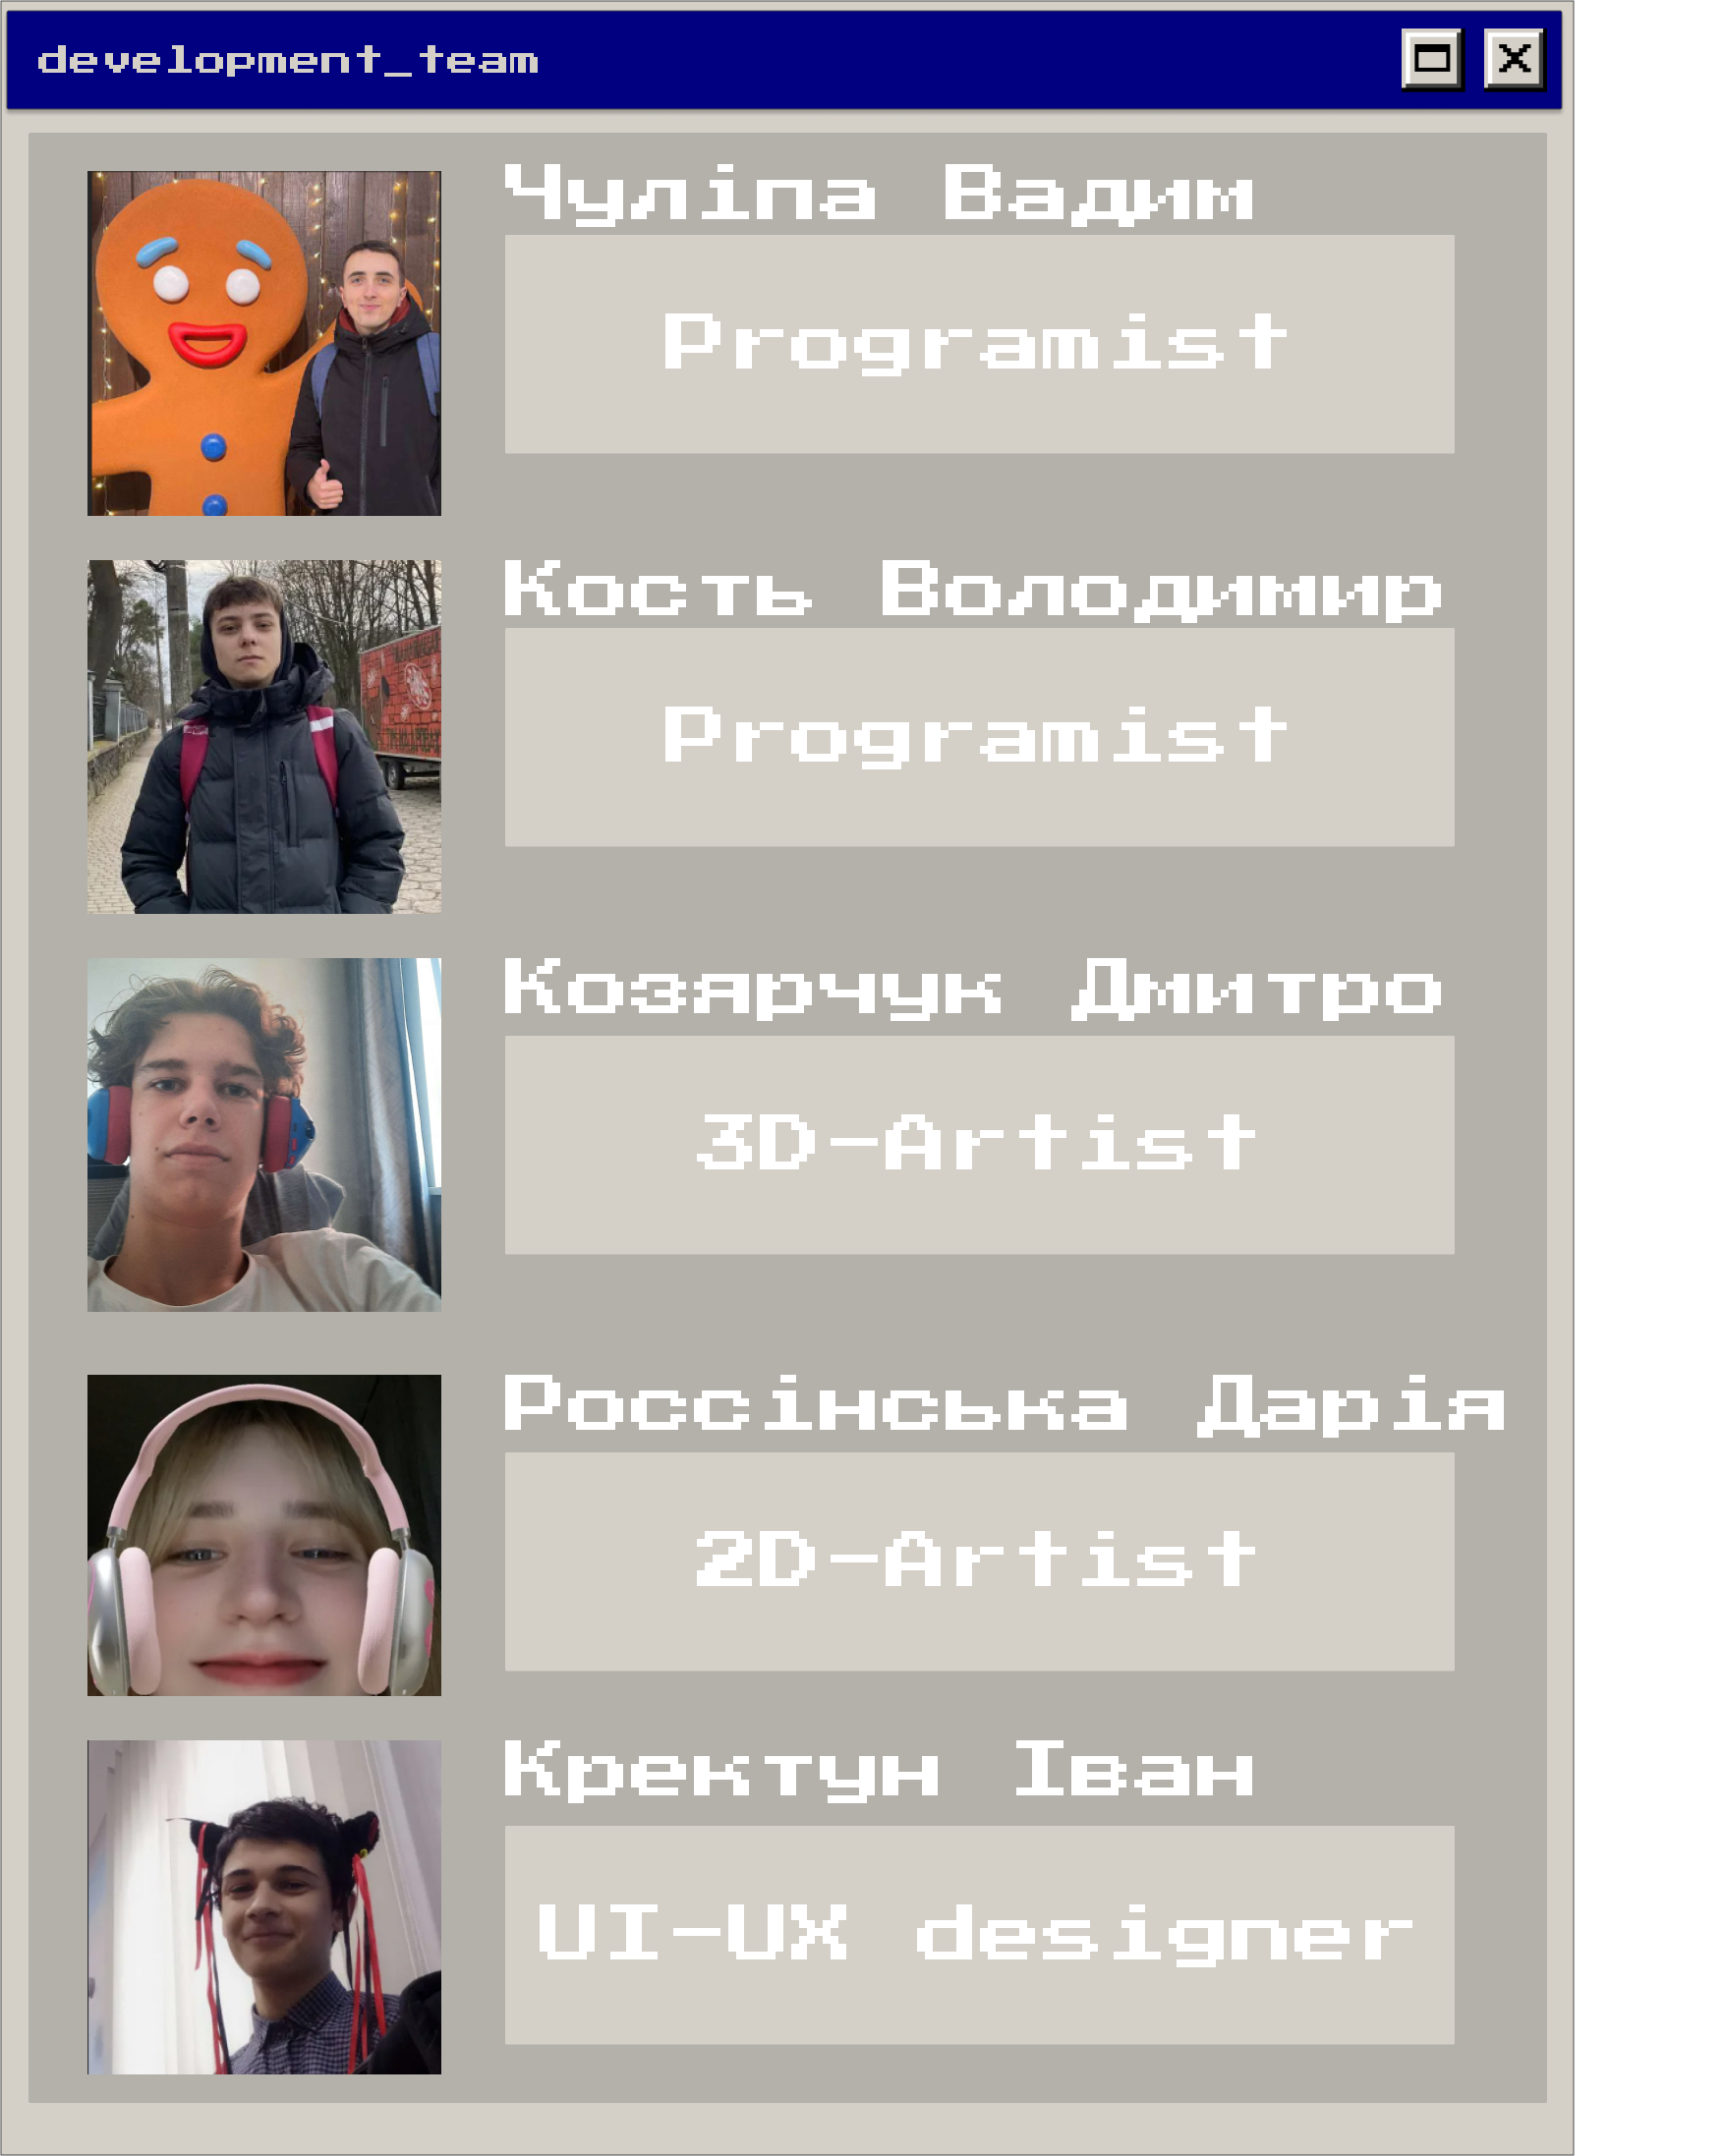 development_team
Чуліпа Вадим
Programist
Кость Володимир
Programist
Козярчук Дмитро
3D-Artist
Россінська Дарія
2D-Artist
Кректун Іван
UI-UX designer